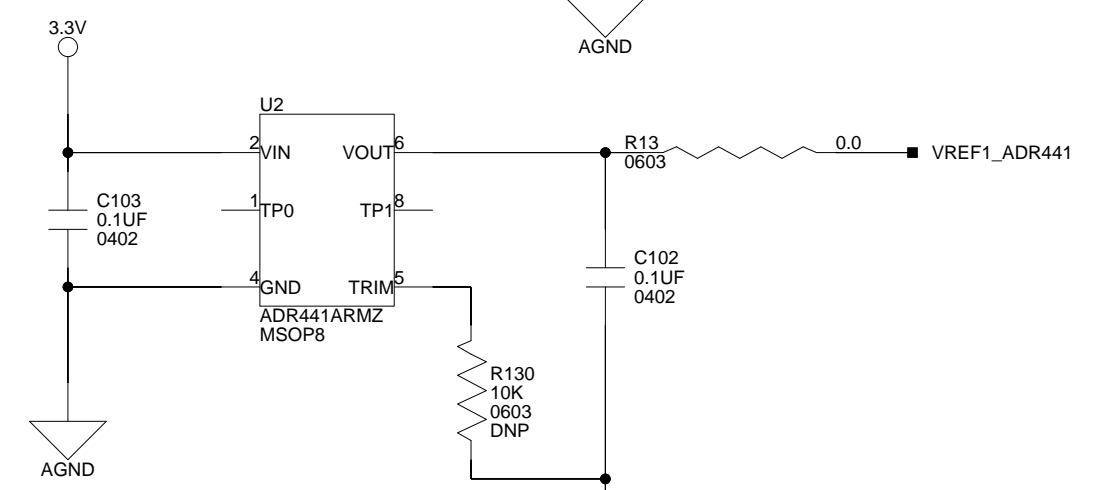 AGND
3.3V
U2
2
VIN
VOUT
6
1
TP0
TP1
8
4
GND
TRIM
5
ADR441ARMZ
MSOP8
C103
0.1UF
0402
AGND
R13
0603
0.0
VREF1_ADR441
C102
0.1UF
0402
R130
10K
0603
DNP